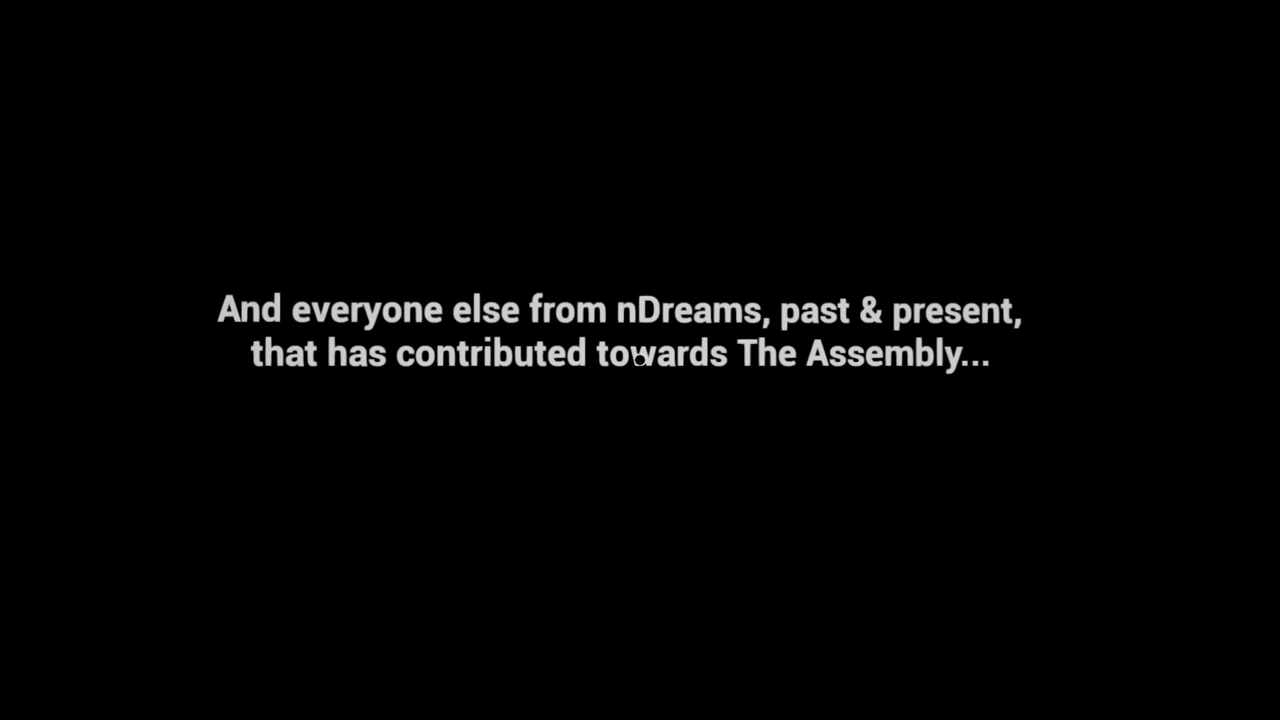 And everyone else from nDreams, past & present,
that has contributed towards The Assembly...